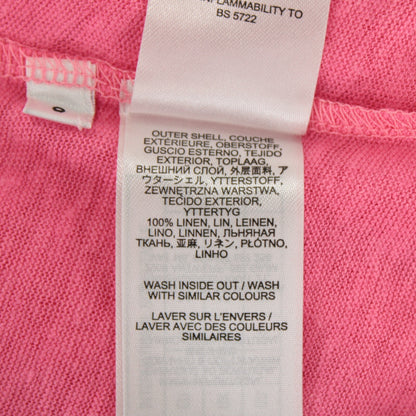 FLAMMABILITY TO
BS 5722
0
OUTER SHELL, COUCHE
EXTÉRIEURE, OBERSTOFF,
GUSCIO ESTERNO, TEJIDO
EXTERIOR, TOPLAAG,
ВНЕШНИЙ СЛОЙ, 外层面料, ア
ウターシェル, YTTERSTOFF,
ZEWNĘTRZNA WARSTWA,
TECIDO EXTERIOR,
YTTERTYG
100% LINEN, LIN, LEINEN,
LINO, LINNEN, ЛЬНЯНАЯ
ТКАНЬ, 亚麻, リネン, PŁÓTNO,
LINHO
WASH INSIDE OUT / WASH
WITH SIMILAR COLOURS
LAVER SUR L'ENVERS /
LAVER AVEC DES COULEURS
SIMILAIRES